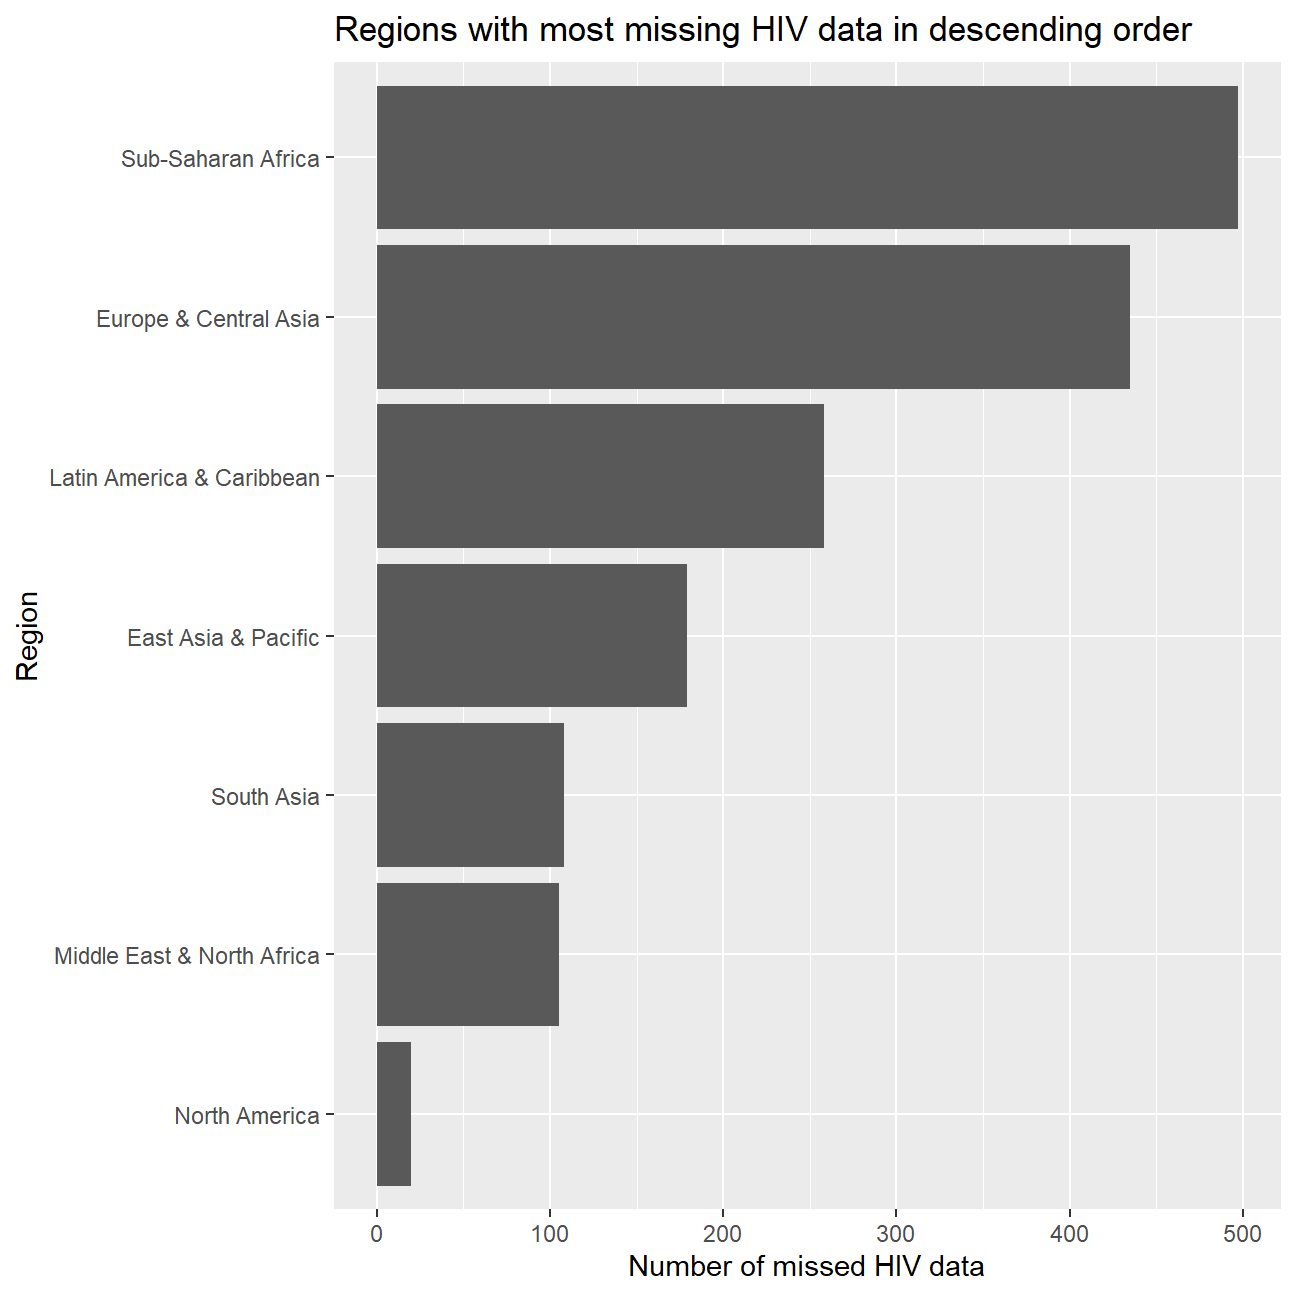 Regions with most missing HIV data in descending order
Region
Sub-Saharan Africa
Europe & Central Asia
Latin America & Caribbean
East Asia & Pacific
South Asia
Middle East & North Africa
North America
0 100 200 300 400 500
Number of missed HIV data